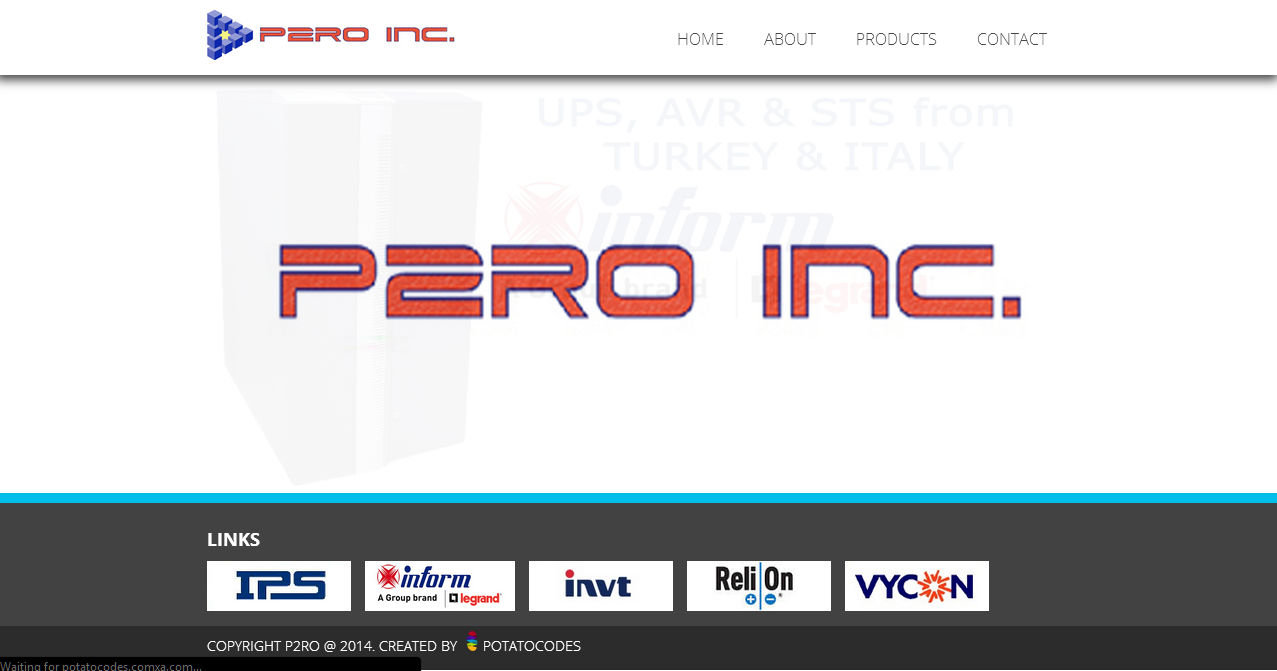 P2RO INC.
HOME ABOUT PRODUCTS CONTACT
UPS, AVR & STS from
TURKEY & ITALY
inform
P2RO INC.
brand legrand
LINKS
IPS
inform
A Group brand legrand
invt
ReliOn
VYCON
COPYRIGHT P2RO @ 2014. CREATED BY POTATOCODES
Waiting for potatocodes.comxa.com...